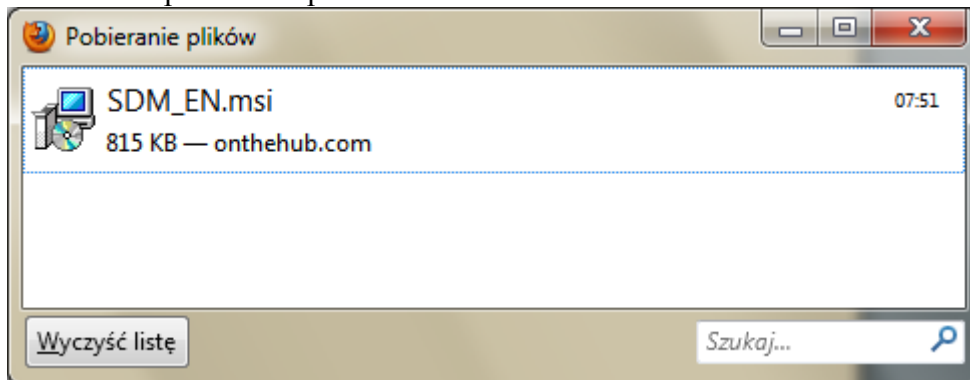 Pobieranie plików
SDM_EN.msi
07:51
815 KB — onthehub.com
Wyczyść listę
Szukaj...